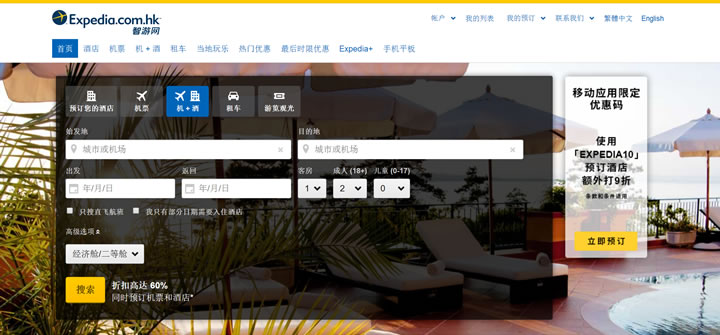 Expedia.com.hk
智游网
帐户 我的列表 我的预订 联系我们 繁體中文 English
首页 酒店 机票 机 + 酒 租车 当地玩乐 热门优惠 最后时限优惠 Expedia+ 手机平板
预订您的酒店 机票 机 + 酒 租车 游览观光
始发地 目的地
城市或机场 × 城市或机场 ×
出发 返回 客房 成人 (18+) 儿童 (0-17)
年/月/日 年/月/日 1 2 0
只搜直飞航班 我只有部分日期需要入住酒店
高级选项
经济舱/二等舱
搜索
折扣高达 60%
同时预订机票和酒店*
移动应用限定
优惠码
使用
「EXPEDIA10」
预订酒店
额外打9折
条款和条件适用
立即预订